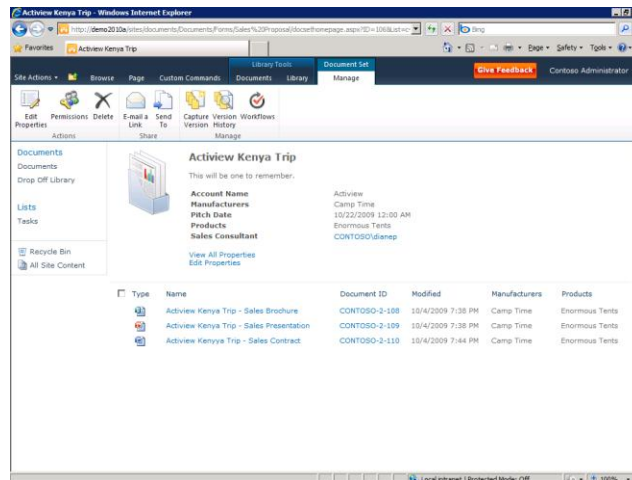 Activiev Kenya Trip - Windows Internet Explorer
http://demo2010a/sites/documents/Documents/Forms/Sales%20Proposal/docsethomepage.aspx?ID=106&List=c
Bing
Favorites Activiev Kenya Trip
Page Safety Tools
Library Tools Document Set
Site Actions Browse Page Custom Commands Documents Library Manage Give Feedback Contoso Administrator
Edit Properties Permissions Delete E-mail a Link Send To Capture Version Version History Workflows
Actions Share Manage
Documents
Documents
Drop Off Library
Lists
Tasks
Recycle Bin
All Site Content
Activiev Kenya Trip
This will be one to remember.
Account Name Activiev
Manufacturers Camp Time
Pitch Date 10/22/2009 12:00 AM
Products Enormous Tents
Sales Consultant CONTOSO\dianep
View All Properties
Edit Properties
Type Name Document ID Modified Manufacturers Products
Activiev Kenya Trip - Sales Brochure CONTOSO-2-108 10/4/2009 7:38 PM Camp Time Enormous Tents
Activiev Kenya Trip - Sales Presentation CONTOSO-2-109 10/4/2009 7:38 PM Camp Time Enormous Tents
Activiev Kenyya Trip - Sales Contract CONTOSO-2-110 10/4/2009 7:44 PM Camp Time Enormous Tents
Local intranet | Protected Mode: Off 100%